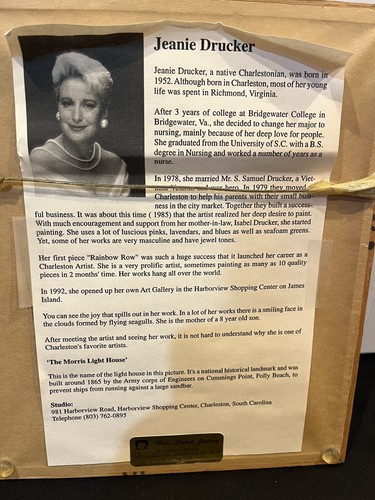 Jeanie Drucker
Jeanie Drucker, a native Charlestonian, was born in
1952. Although born in Charleston, most of her young
life was spent in Richmond, Virginia.
After 3 years of college at Bridgewater College in
Bridgewater, Va., she decided to change her major to
nursing, mainly because of her deep love for people.
She graduated from the University of S.C. with a B.S.
degree in Nursing and worked a number of years as a
nurse.
In 1978, she married Mr. S. Samuel Drucker, a Viet-
hero. In 1979 they moved
Charleston to help his parents with their small busi-
ness in the city market. Together they built a success-
ful business. It was about this time ( 1985) that the artist realized her deep desire to paint.
With much encouragement and support from her mother-in-law, Isabel Drucker, she started
painting. She uses a lot of luscious pinks, lavendars, and blues as well as seafoam greens.
Yet, some of her works are very masculine and have jewel tones.
Her first piece "Rainbow Row" was such a huge success that it launched her career as a
Charleston Artist. She is a very prolific artist, sometimes painting as many as 10 quality
pieces in 2 months' time. Her works hang all over the world.
In 1992, she opened up her own Art Gallery in the Harborview Shopping Center on James
Island.
You can see the joy that spills out in her work. In a lot of her works there is a smiling face in
the clouds formed by flying seagulls. She is the mother of a 8 year old son.
After meeting the artist and seeing her work, it is not hard to understand why she is one of
Charleston's favorite artists.
'The Morris Light House'
This is the name of the light house in this picture. It's a national historical landmark and was
built around 1865 by the Army corps of Engineers on Cummings Point, Folly Beach, to
prevent ships from running against a large sandbar.
Studio:
981 Harborview Road, Harborview Shopping Center, Charleston, South Carolina
Telephone (803) 762-0895